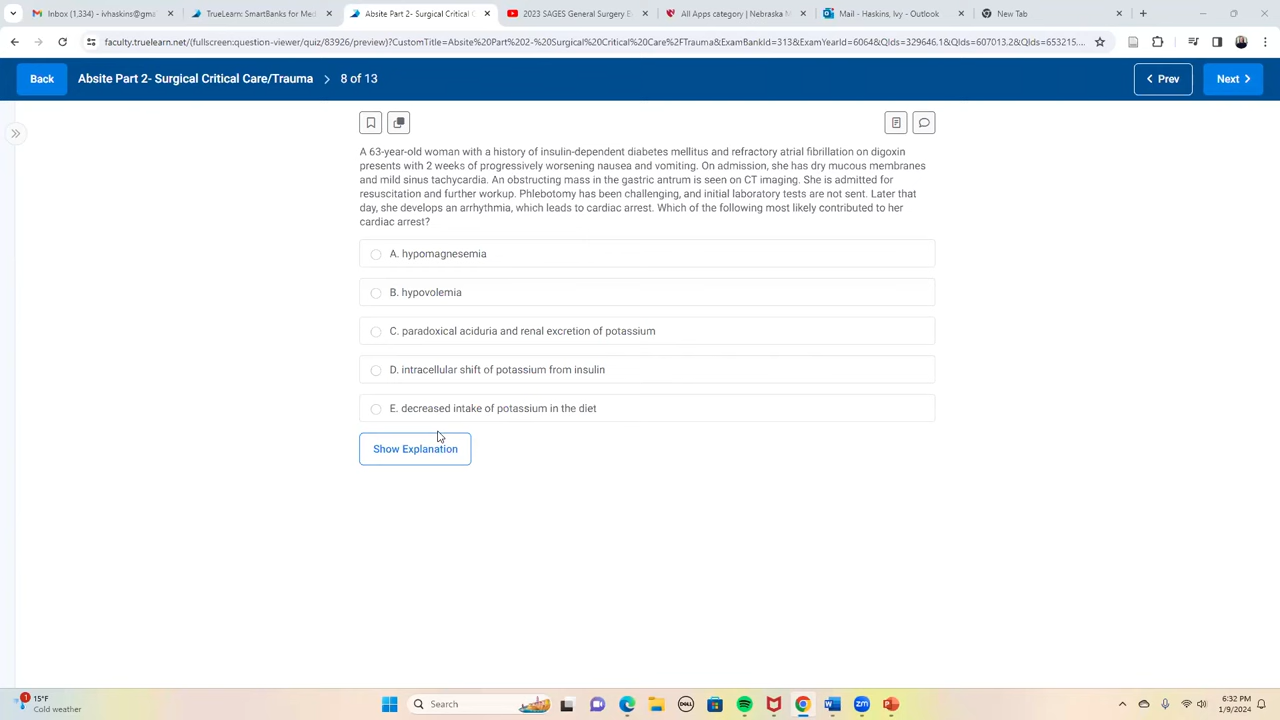 Inbox (1,334) - ivhaskins@gma
TrueLearn: SmartBanks for Med
Absite Part 2- Surgical Critical C
2023 SAGES General Surgery E
All Apps category | Nebraska M
Mail - Haskins, Ivy - Outlook
New Tab
faculty.truelearn.net/(fullscreen:question-viewer/quiz/83926/preview)?CustomTitle=Absite%20Part%202-%20Surgical%20Critical%20Care%2FTrauma&ExamBankId=313&ExamYearId=6064&QIds=329646.1&QIds=607013.2&QIds=653215...
Back
Absite Part 2- Surgical Critical Care/Trauma > 8 of 13
Prev
Next
A 63-year-old woman with a history of insulin-dependent diabetes mellitus and refractory atrial fibrillation on digoxin
presents with 2 weeks of progressively worsening nausea and vomiting. On admission, she has dry mucous membranes
and mild sinus tachycardia. An obstructing mass in the gastric antrum is seen on CT imaging. She is admitted for
resuscitation and further workup. Phlebotomy has been challenging, and initial laboratory tests are not sent. Later that
day, she develops an arrhythmia, which leads to cardiac arrest. Which of the following most likely contributed to her
cardiac arrest?
A. hypomagnesemia
B. hypovolemia
C. paradoxical aciduria and renal excretion of potassium
D. intracellular shift of potassium from insulin
E. decreased intake of potassium in the diet
Show Explanation
1
15°F
Cold weather
Search
DELL
zm
6:32 PM
1/9/2024